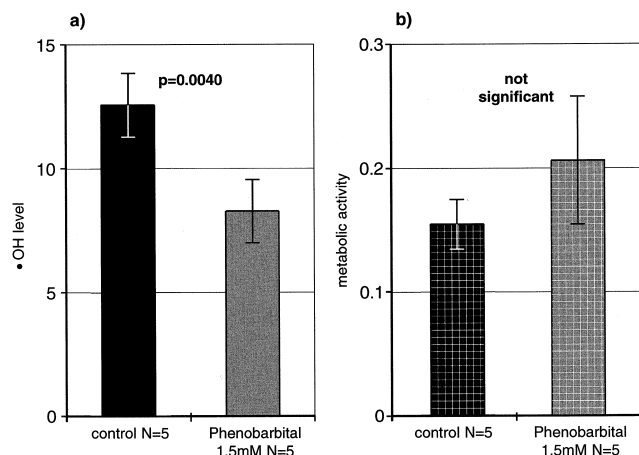 a)
15
10
5
0
• OH level
p=0.0040
control N=5
Phenobarbital
1.5mM N=5
b)
0.3
0.2
0.1
0
metabolic activity
not
significant
control N=5
Phenobarbital
1.5mM N=5